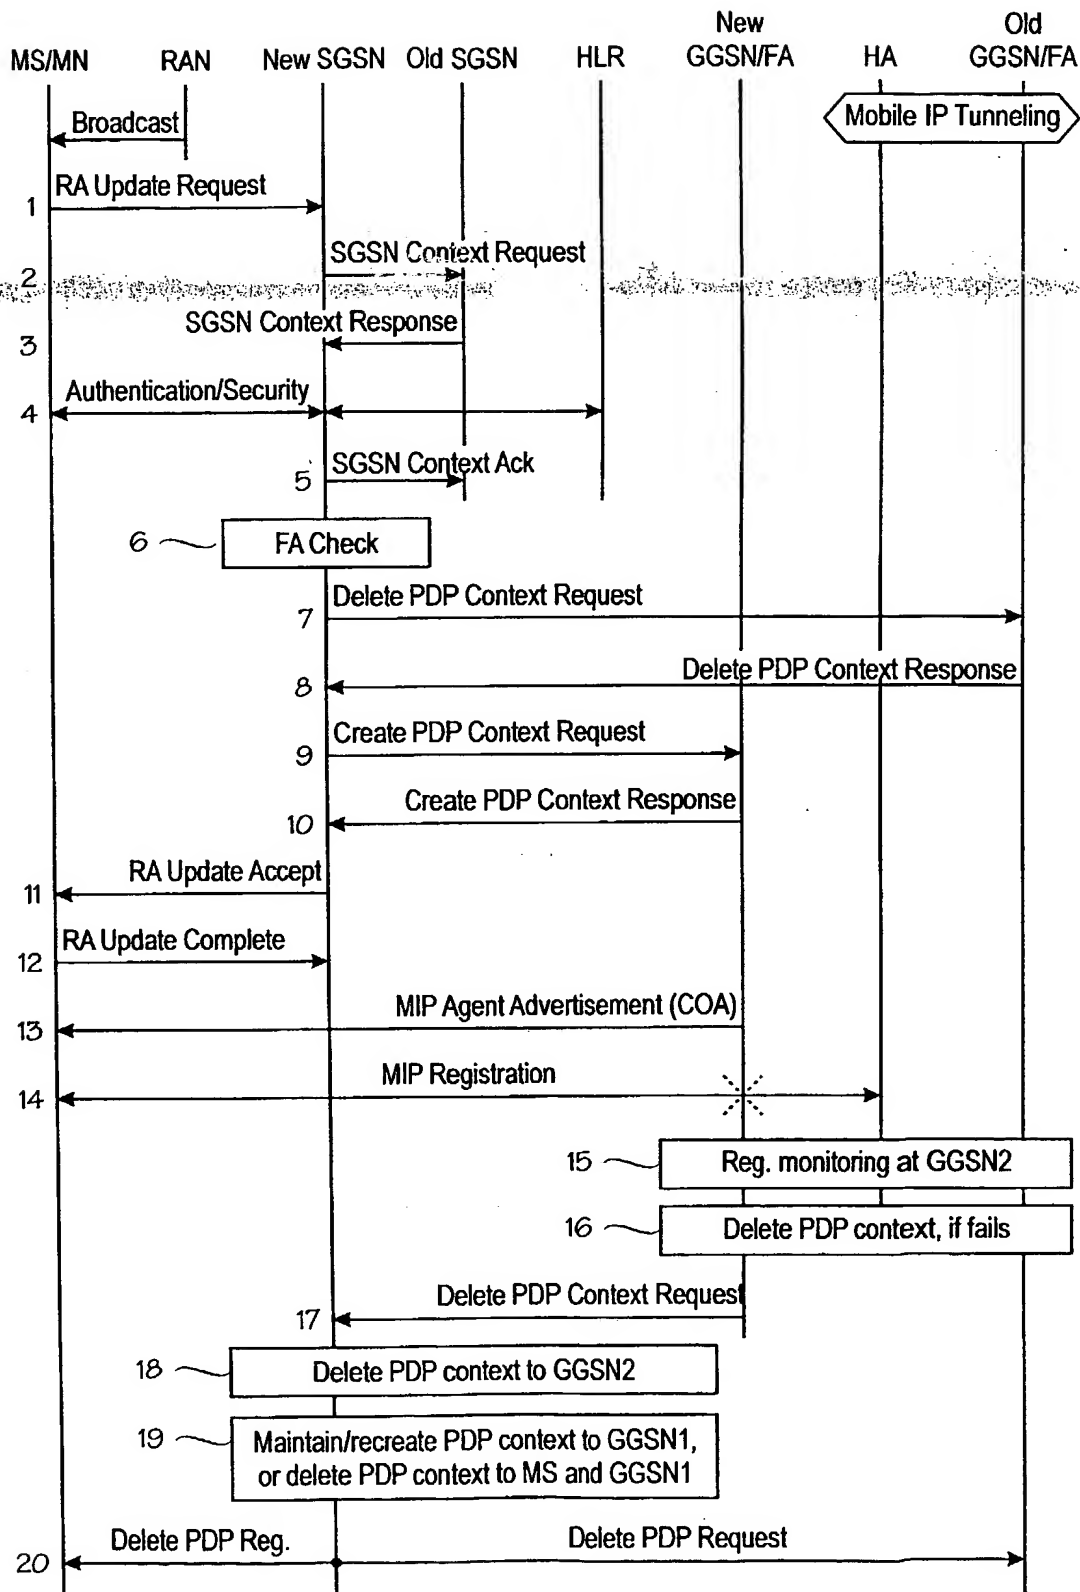 MS/MN RAN New SGSN Old SGSN HLR New GGSN/FA HA Old GGSN/FA
Mobile IP Tunneling
Broadcast
RA Update Request
1
SGSN Context Request
2
SGSN Context Response
3
Authentication/Security
4
SGSN Context Ack
5
6 FA Check
Delete PDP Context Request
7
Delete PDP Context Response
8
Create PDP Context Request
9
Create PDP Context Response
10
RA Update Accept
11
RA Update Complete
12
MIP Agent Advertisement (COA)
13
MIP Registration
14
15 Reg. monitoring at GGSN2
16 Delete PDP context, if fails
Delete PDP Context Request
17
18 Delete PDP context to GGSN2
19 Maintain/recreate PDP context to GGSN1,
or delete PDP context to MS and GGSN1
Delete PDP Reg. Delete PDP Request
20